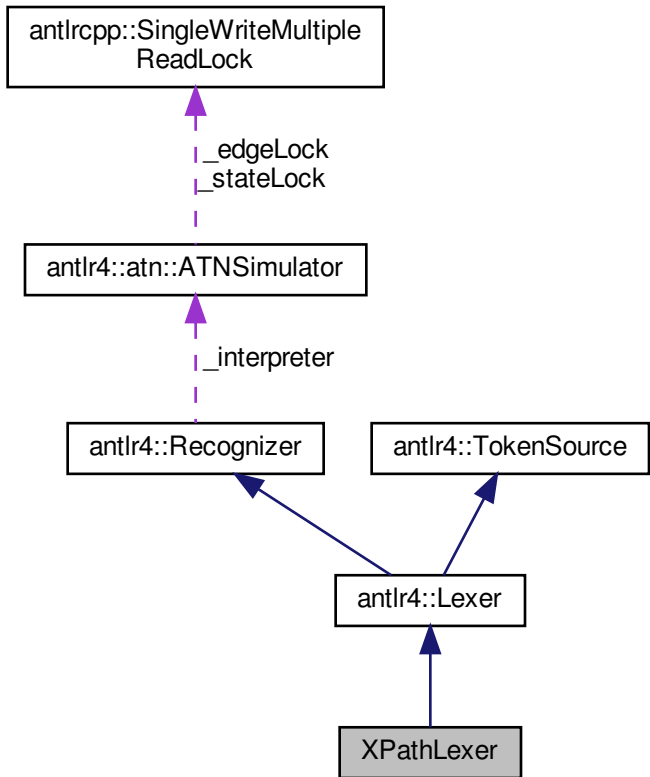 antlrcpp::SingleWriteMultiple
ReadLock
_edgeLock
_stateLock
antlr4::atn::ATNSimulator
_interpreter
antlr4::Recognizer
antlr4::TokenSource
antlr4::Lexer
XPathLexer